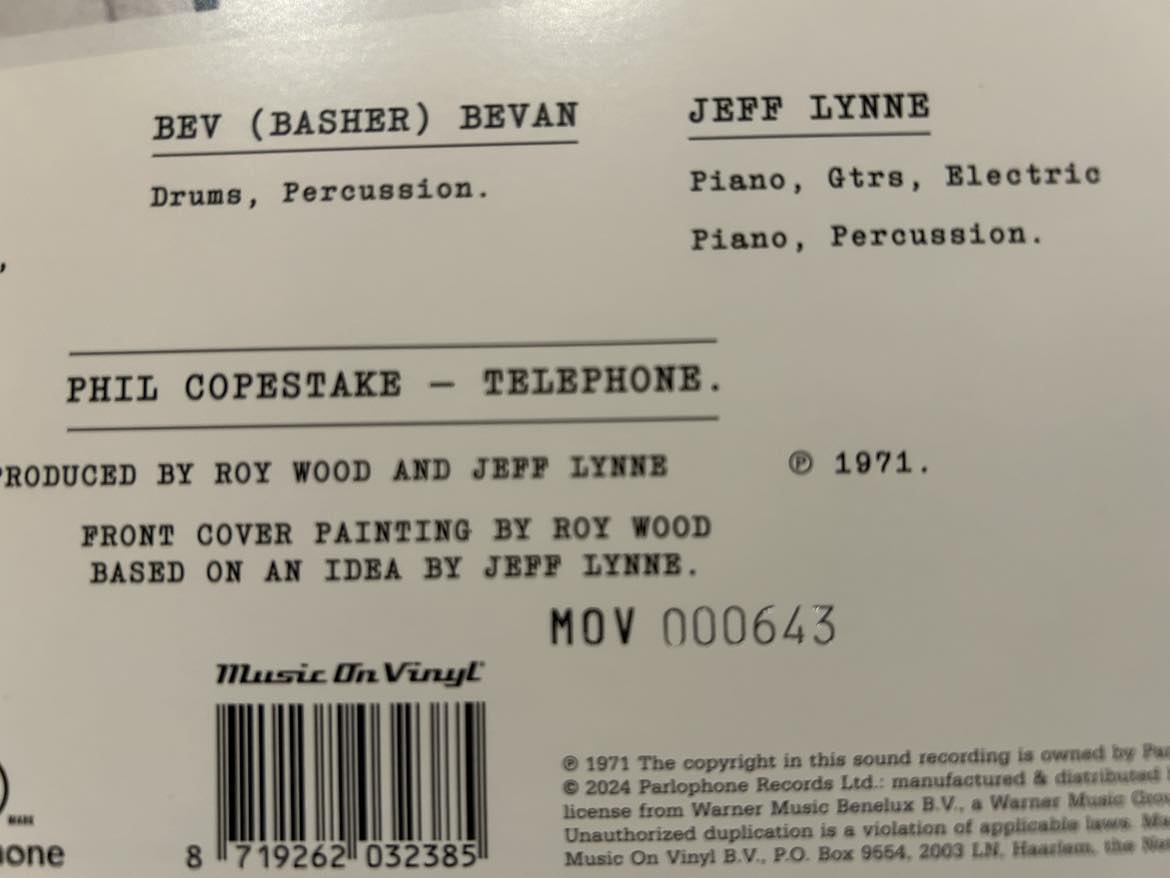 BEV (BASHER) BEVAN
Drums, Percussion.
JEFF LYNNE
Piano, Gtrs, Electric
Piano, Percussion.
,
PHIL COPESTAKE — TELEPHONE.
PRODUCED BY ROY WOOD AND JEFF LYNNE
℗ 1971.
FRONT COVER PAINTING BY ROY WOOD
BASED ON AN IDEA BY JEFF LYNNE.
MOV 000643
Music On Vinyl
8 719262 032385
℗ 1971 The copyright in this sound recording is owned by
© 2024 Parlophone Records Ltd.: manufactured & distributed
license from Warner Music Benelux B.V., a Warner Music
Unauthorized duplication is a violation of applicable laws.
Music On Vinyl B.V., P.O. Box 9554, 2003 LN, Haarlem, the